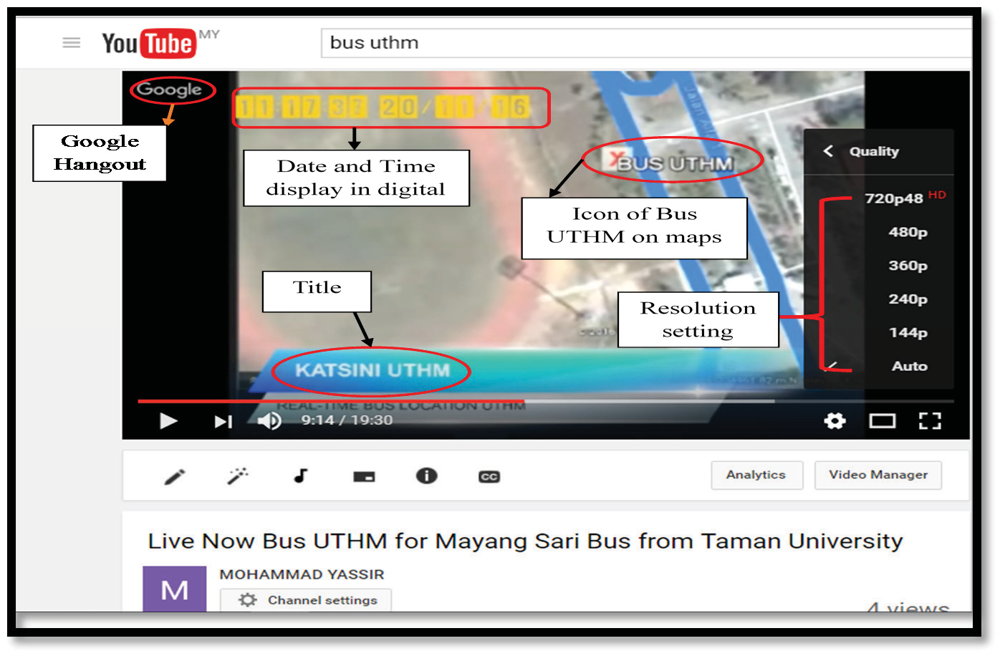 YouTube MY
bus uthm
Google
11:17:36 20/11/16
Google
Hangout
Date and Time
display in digital
Jalan
BUS UTHM
Icon of Bus
UTHM on maps
Quality
720p48 HD
480p
360p
240p
144p
Auto
Title
Resolution
setting
KATSINI UTHM
REAL-TIME BUS LOCATION UTHM
9:14 / 19:30
CC
Analytics
Video Manager
Live Now Bus UTHM for Mayang Sari Bus from Taman University
M
MOHAMMAD YASSIR
Channel settings
4 views